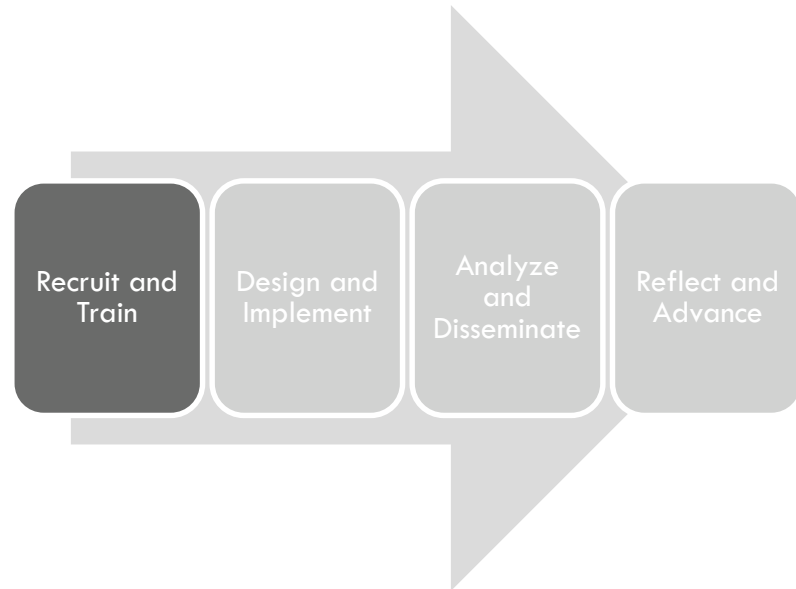 Recruit and
Train
Design and
Implement
Analyze
and
Disseminate
Reflect and
Advance